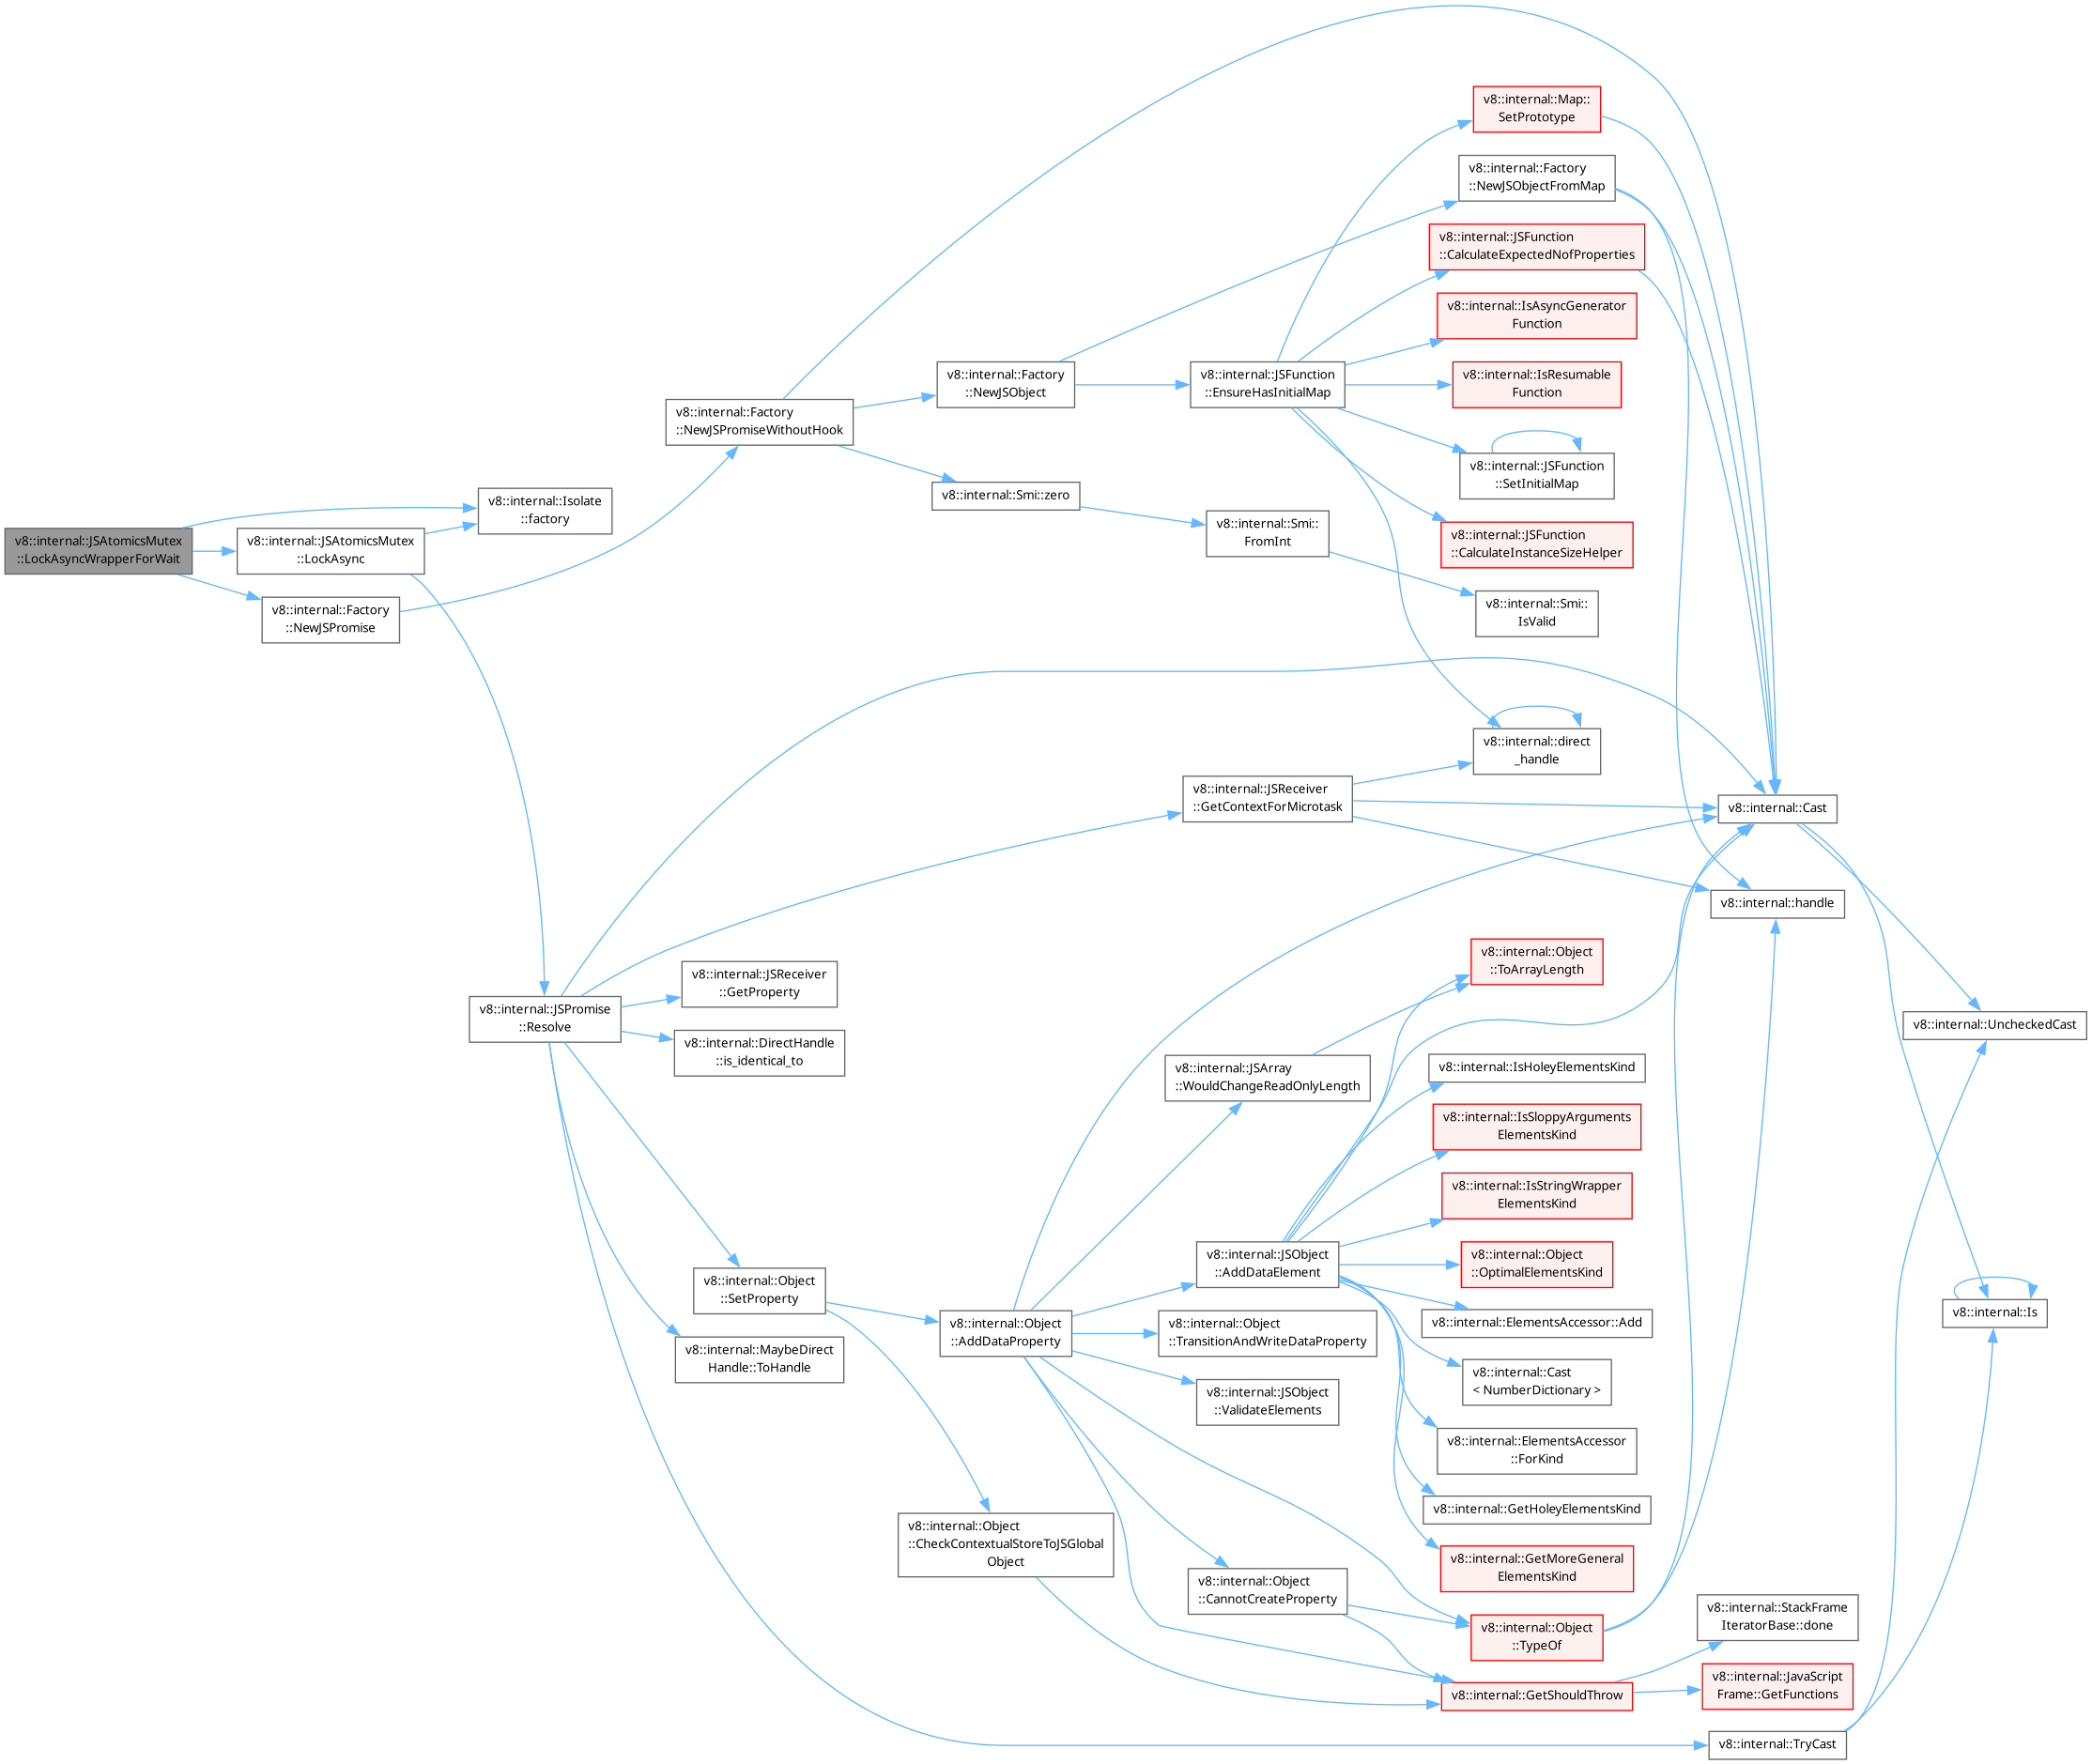 v8::internal::JSAtomicsMutex
::LockAsyncWrapperForWait
v8::internal::Isolate
::factory
v8::internal::JSAtomicsMutex
::LockAsync
v8::internal::Factory
::NewJSPromise
v8::internal::Factory
::NewJSPromiseWithoutHook
v8::internal::Factory
::NewJSObject
v8::internal::Smi::zero
v8::internal::JSFunction
::EnsureHasInitialMap
v8::internal::Smi::
FromInt
v8::internal::Map::
SetPrototype
v8::internal::Factory
::NewJSObjectFromMap
v8::internal::JSFunction
::CalculateExpectedNofProperties
v8::internal::IsAsyncGenerator
Function
v8::internal::IsResumable
Function
v8::internal::JSFunction
::SetInitialMap
v8::internal::JSFunction
::CalculateInstanceSizeHelper
v8::internal::Smi::
IsValid
v8::internal::direct
_handle
v8::internal::JSReceiver
::GetContextForMicrotask
v8::internal::Cast
v8::internal::handle
v8::internal::JSPromise
::Resolve
v8::internal::JSReceiver
::GetProperty
v8::internal::DirectHandle
::is_identical_to
v8::internal::Object
::SetProperty
v8::internal::MaybeDirect
Handle::ToHandle
v8::internal::Object
::AddDataProperty
v8::internal::Object
::CheckContextualStoreToJSGlobal
Object
v8::internal::JSArray
::WouldChangeReadOnlyLength
v8::internal::JSObject
::AddDataElement
v8::internal::Object
::TransitionAndWriteDataProperty
v8::internal::JSObject
::ValidateElements
v8::internal::Object
::CannotCreateProperty
v8::internal::Object
::ToArrayLength
v8::internal::IsHoleyElementsKind
v8::internal::IsSloppyArguments
ElementsKind
v8::internal::IsStringWrapper
ElementsKind
v8::internal::Object
::OptimalElementsKind
v8::internal::ElementsAccessor::Add
v8::internal::Cast
< NumberDictionary >
v8::internal::ElementsAccessor
::ForKind
v8::internal::GetHoleyElementsKind
v8::internal::GetMoreGeneral
ElementsKind
v8::internal::Object
::TypeOf
v8::internal::GetShouldThrow
v8::internal::StackFrame
IteratorBase::done
v8::internal::JavaScript
Frame::GetFunctions
v8::internal::TryCast
v8::internal::UncheckedCast
v8::internal::Is